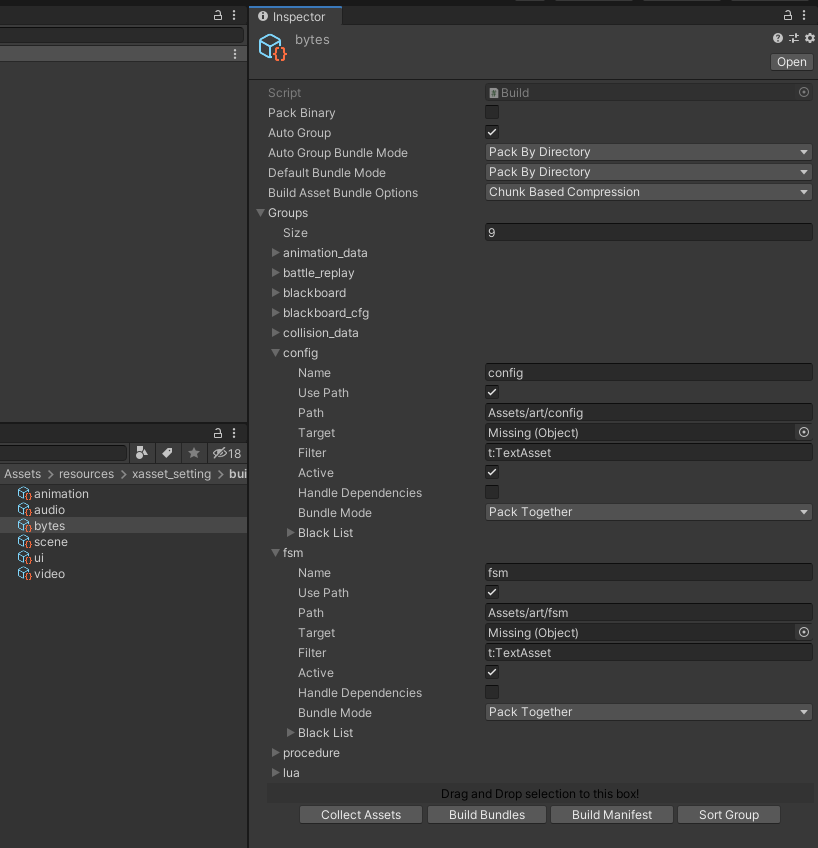 Inspector
bytes
Open
Script
Build
Pack Binary
Auto Group
Auto Group Bundle Mode
Pack By Directory
Default Bundle Mode
Pack By Directory
Build Asset Bundle Options
Chunk Based Compression
Groups
Size
9
animation_data
battle_replay
blackboard
blackboard_cfg
collision_data
config
Name
config
Use Path
Path
Assets/art/config
Target
Missing (Object)
Filter
t:TextAsset
Active
Handle Dependencies
Bundle Mode
Pack Together
Black List
fsm
Name
fsm
Use Path
Path
Assets/art/fsm
Target
Missing (Object)
Filter
t:TextAsset
Active
Handle Dependencies
Bundle Mode
Pack Together
Black List
procedure
lua
Drag and Drop selection to this box!
Collect Assets
Build Bundles
Build Manifest
Sort Group
18
Assets > resources > xasset_setting > bui
animation
audio
bytes
scene
ui
video